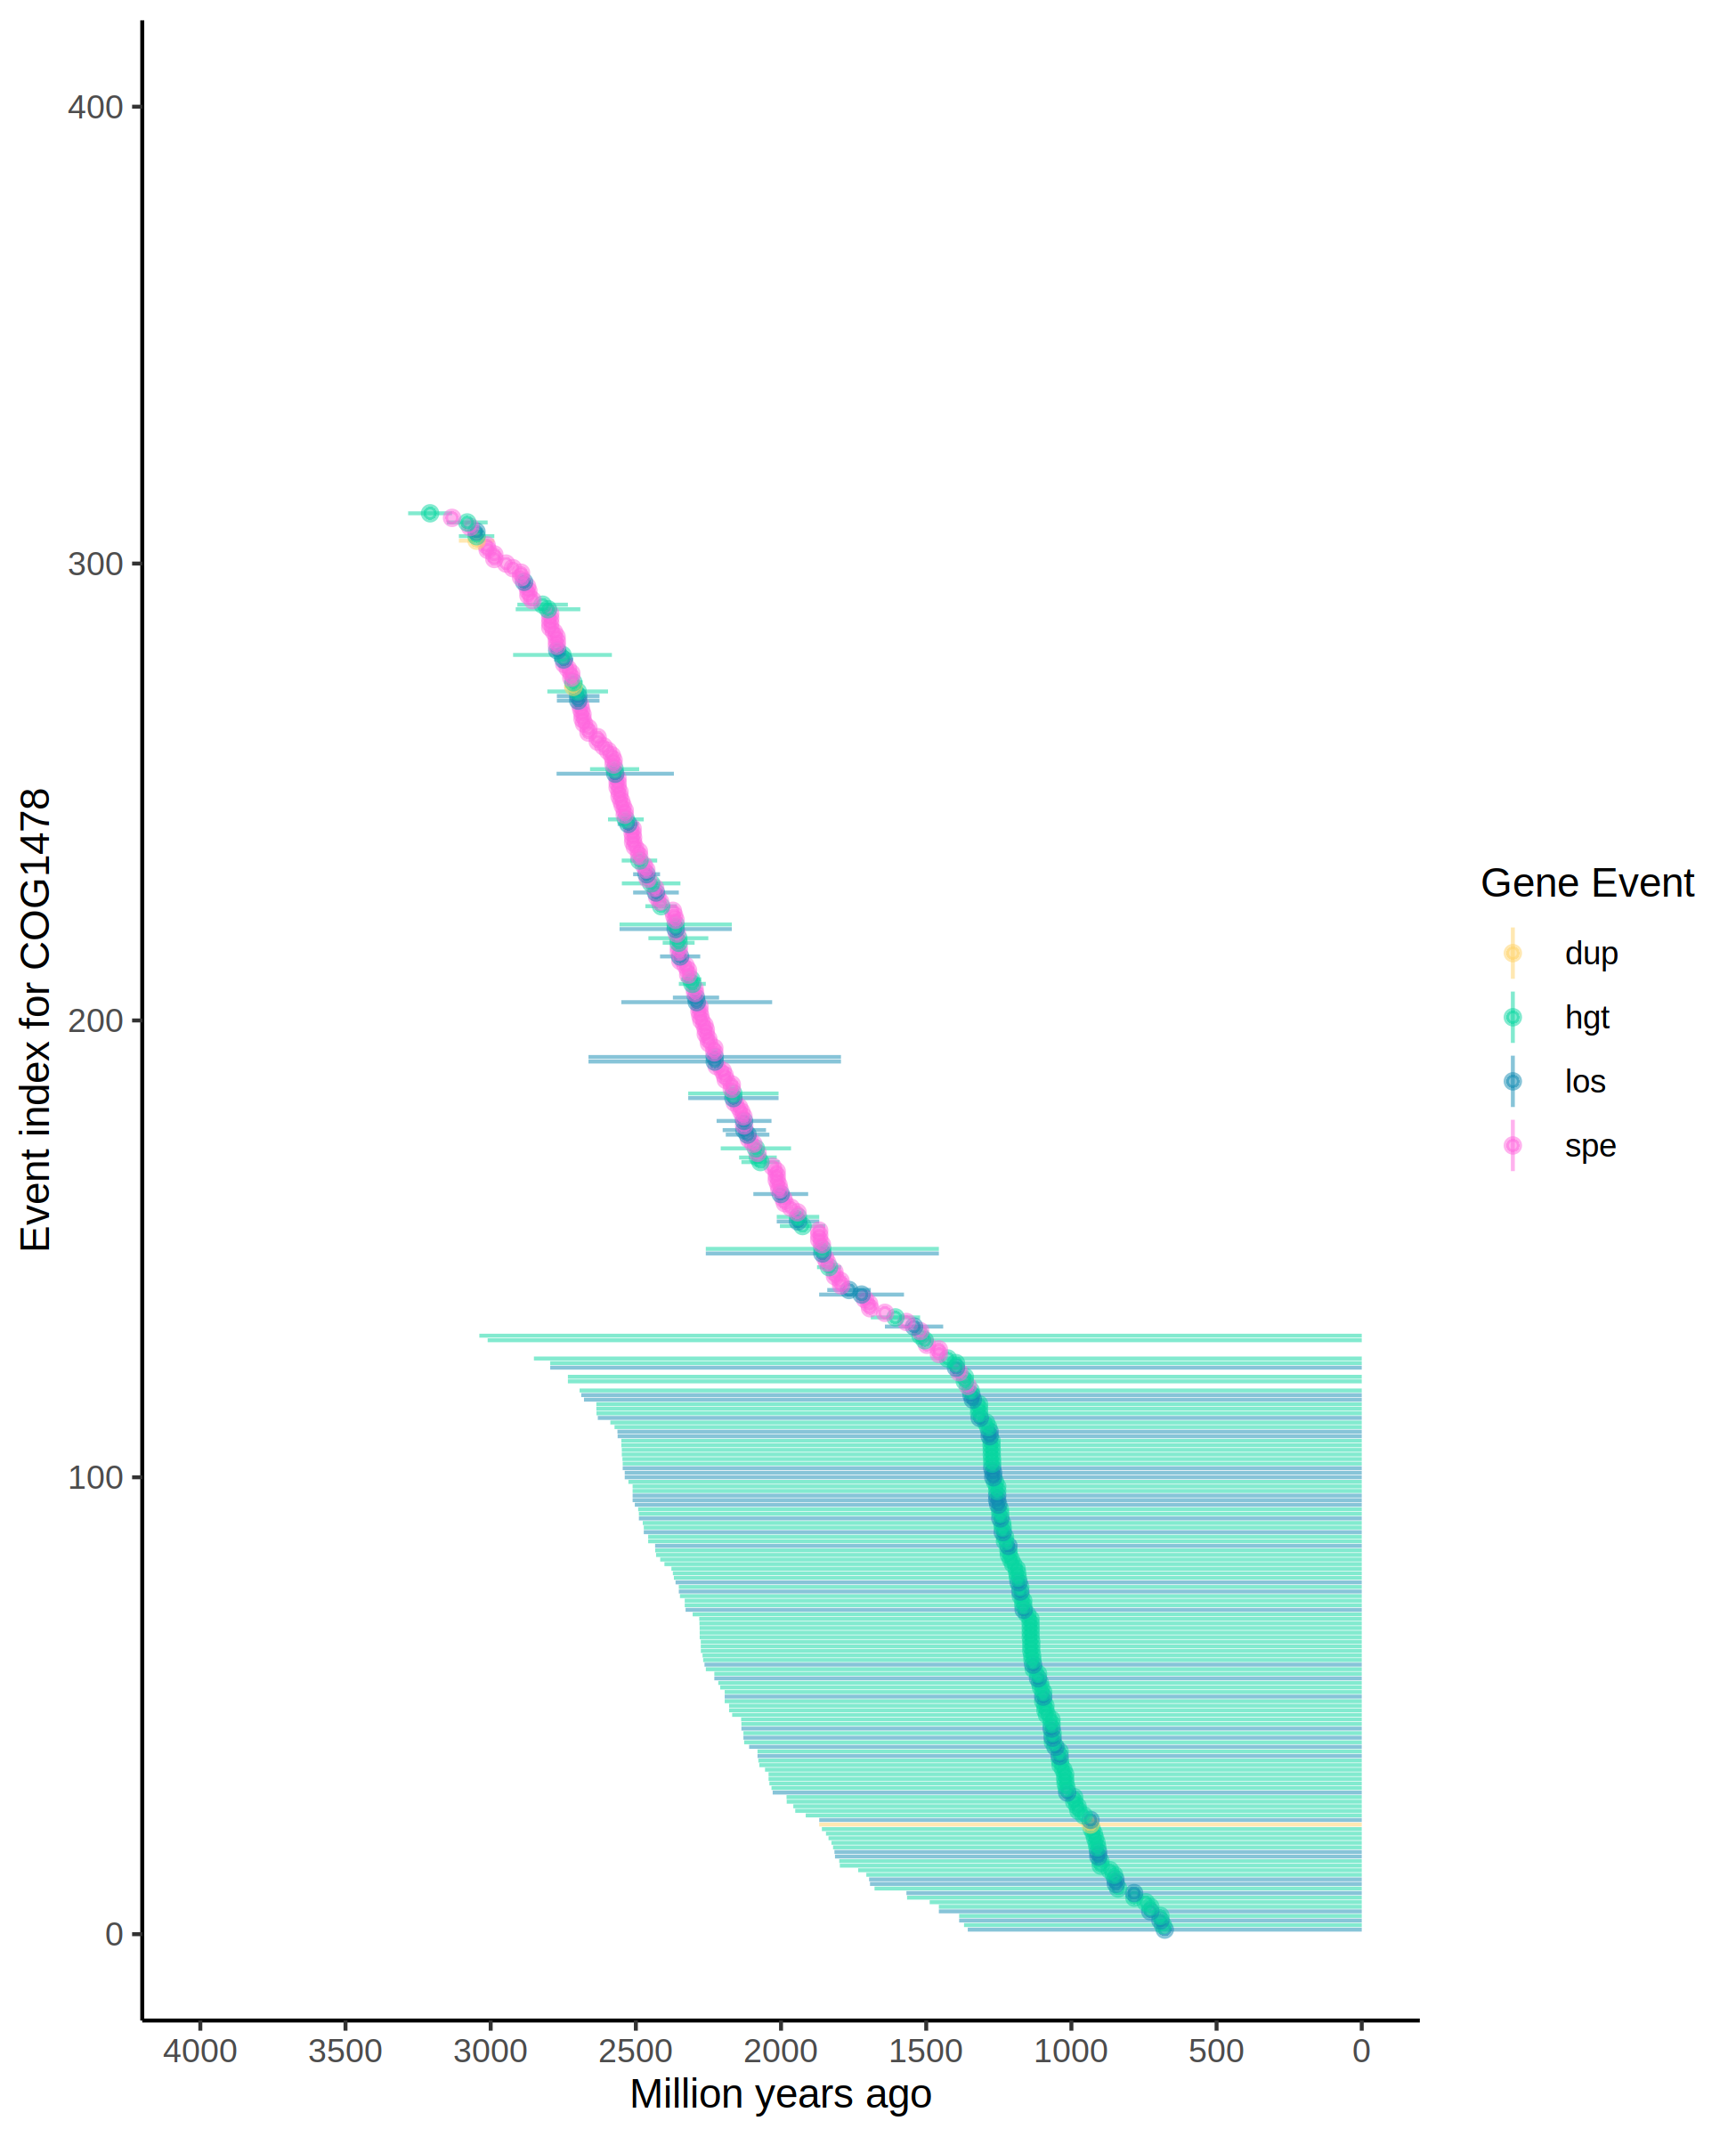 400
300
200
100
0
Event index for COG1478
4000 3500 3000 2500 2000 1500 1000 500 0
Million years ago
Gene Event
dup
hgt
los
spe